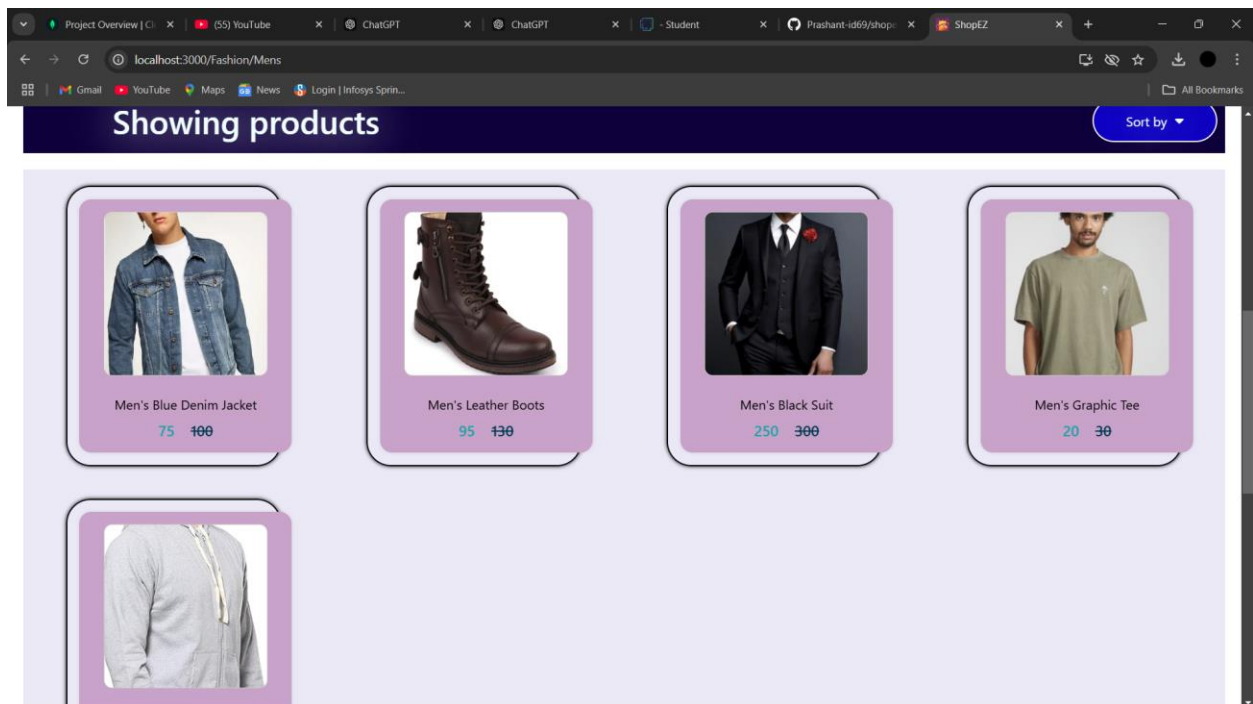 Project Overview | Cl
(55) YouTube
ChatGPT
ChatGPT
- Student
Prashant-id69/shop
ShopEZ
localhost:3000/Fashion/Mens
Gmail
YouTube
Maps
News
Login | Infosys Sprin...
All Bookmarks
Showing products
Sort by
Men's Blue Denim Jacket
75 100
Men's Leather Boots
95 130
Men's Black Suit
250 300
Men's Graphic Tee
20 30